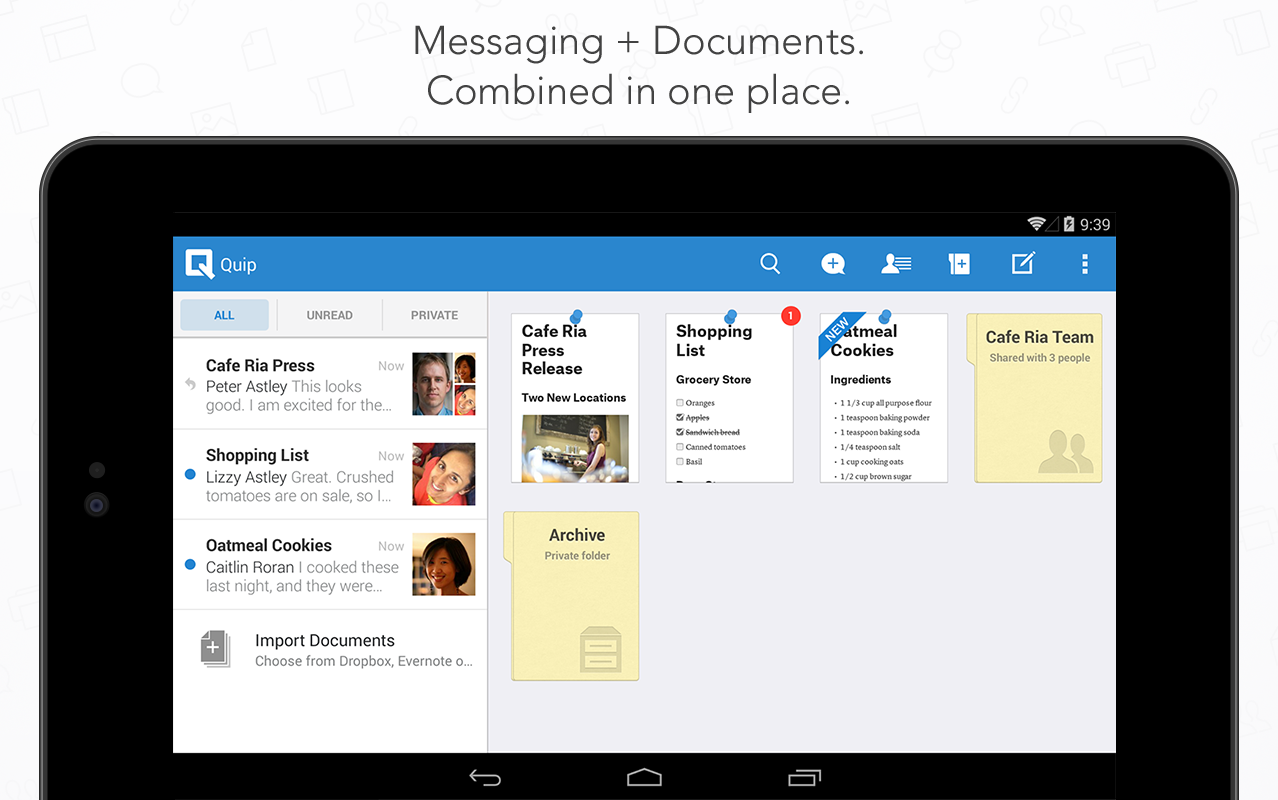 Messaging + Documents.
Combined in one place.
9:39
Quip
ALL
UNREAD
PRIVATE
Cafe Ria Press
Now
Peter Astley This looks
good. I am excited for the...
Shopping List
Now
Lizzy Astley Great. Crushed
tomatoes are on sale, so I...
Oatmeal Cookies
Now
Caitlin Roran I cooked these
last night, and they were...
Import Documents
Choose from Dropbox, Evernote o...
Cafe Ria
Press
Release
Two New Locations
1
Shopping
List
Grocery Store
Oranges
Apples
Sandwich bread
Canned tomatoes
Basil
NEW
Oatmeal
Cookies
Ingredients
• 1 1/3 cup all purpose flour
• 1 teaspoon baking powder
• 1 teaspoon baking soda
• 1/4 teaspoon salt
• 1 cup cooking oats
• 1/2 cup brown sugar
Cafe Ria Team
Shared with 3 people
Archive
Private folder